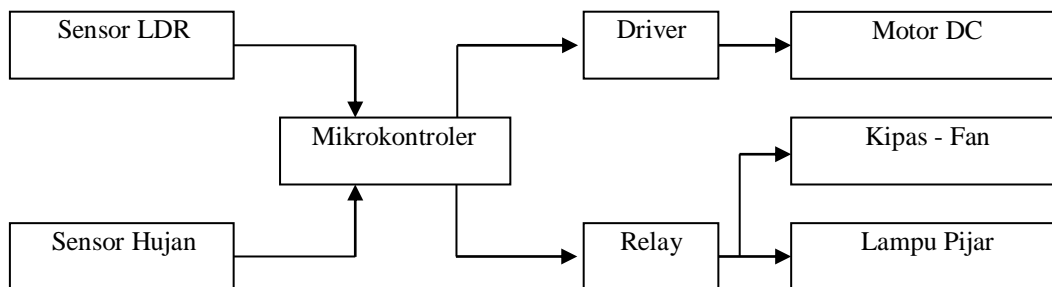 Sensor LDR
Driver
Motor DC
Mikrokontroler
Kipas - Fan
Sensor Hujan
Relay
Lampu Pijar